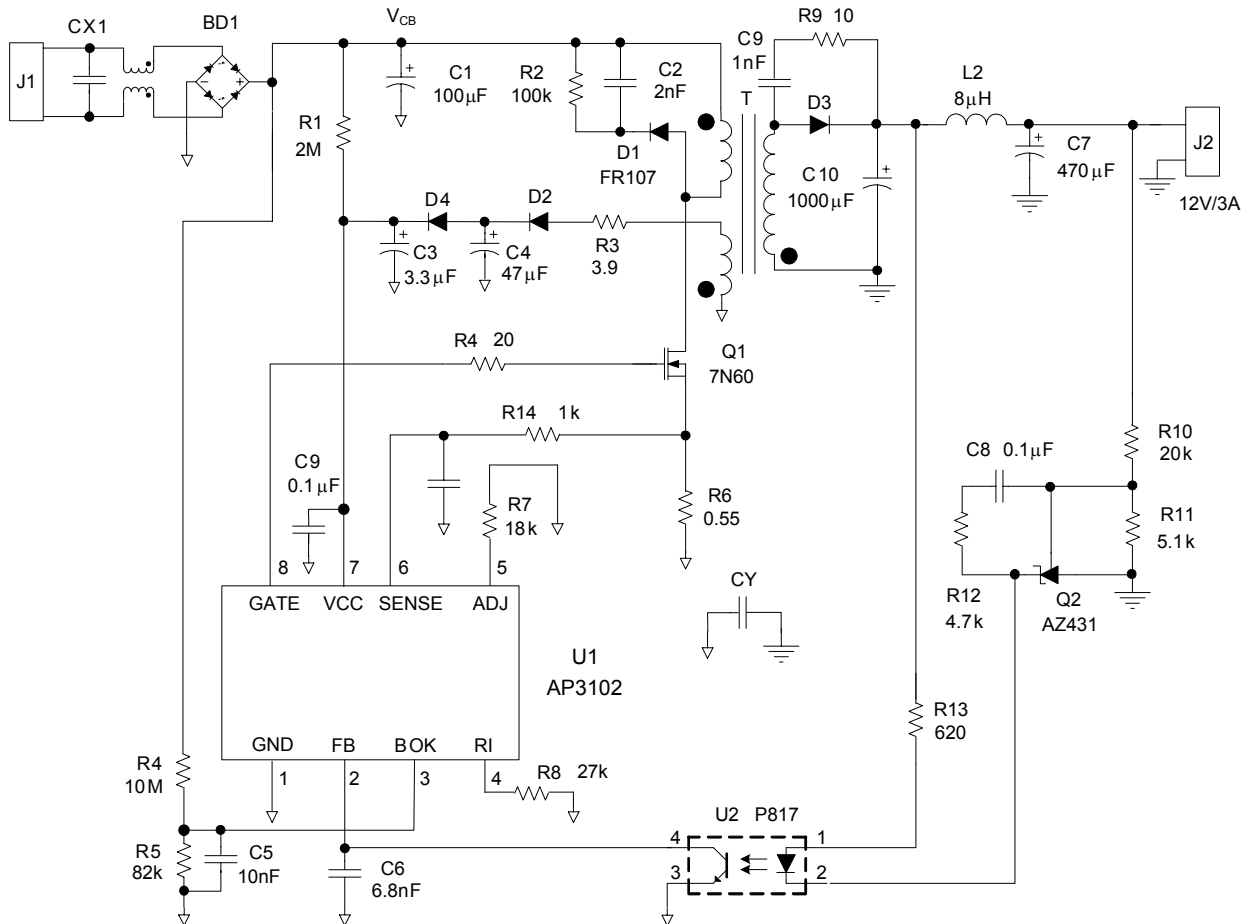 CX1
BD1
J1
VCB
C1
100µF
R2
100k
C2
2nF
D1
FR107
R1
2M
T
C9
1nF
R9 10
D3
C10
1000µF
L2
8µH
C7
470µF
J2
12V/3A
D4
D2
C3
3.3µF
C4
47µF
R3
3.9
R4 20
Q1
7N60
R14 1k
C9
0.1µF
R7
18k
R6
0.55
8
7
6
5
GATE
VCC
SENSE
ADJ
U1
AP3102
GND
FB
BOK
RI
1
2
3
4
R8 27k
CY
C8 0.1µF
R10
20k
R11
5.1k
R12
4.7k
Q2
AZ431
R13
620
R4
10M
R5
82k
C5
10nF
C6
6.8nF
U2 P817
4
3
1
2